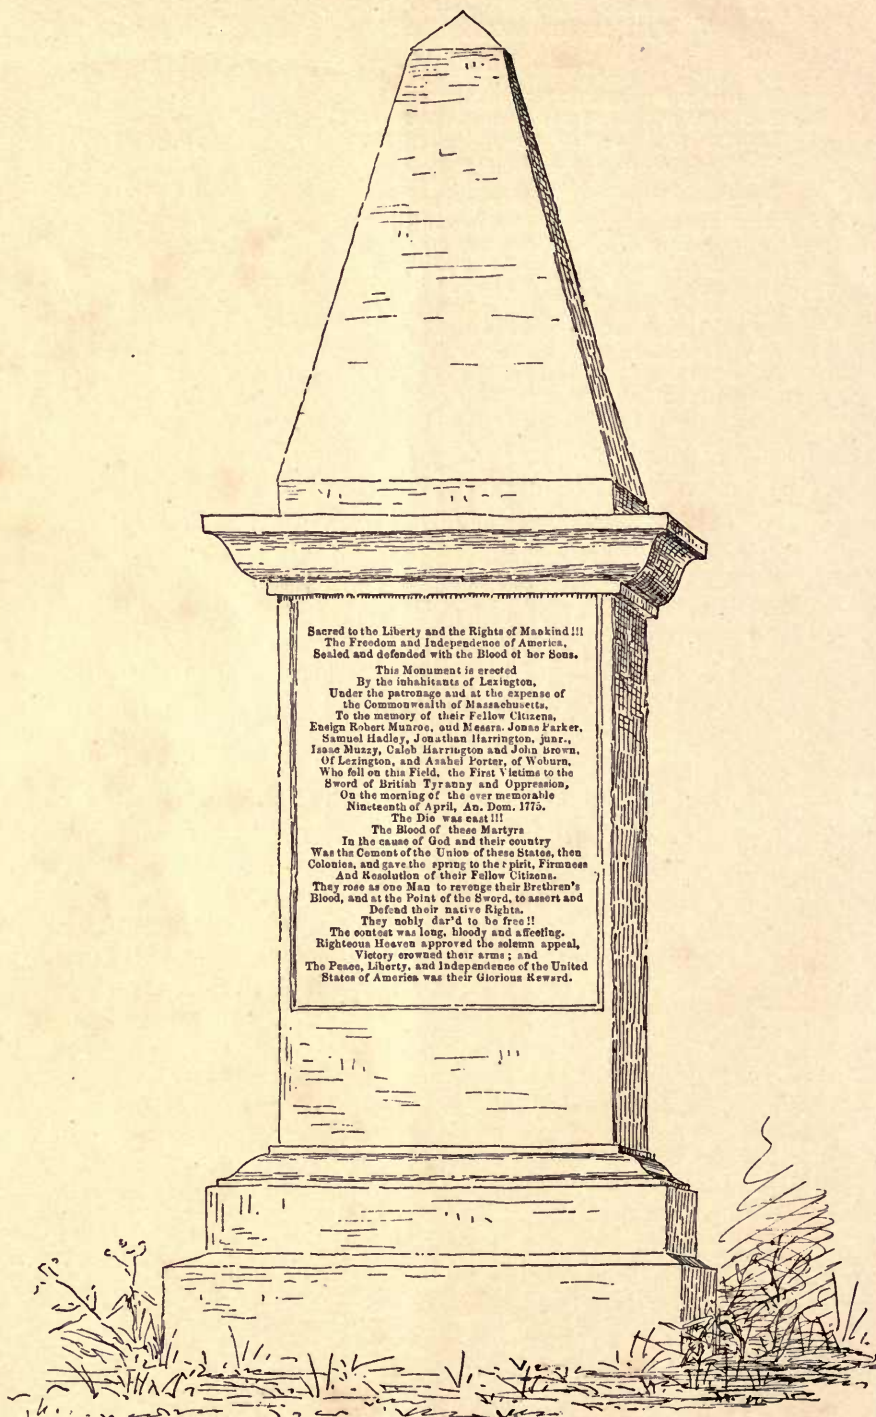 Sacred to the Liberty and the Rights of Mankind!!!
The Freedom and Independence of America,
Sealed and defended with the Blood of her Sons.
This Monument is erected
By the inhabitants of Lexington,
Under the patronage and at the expense of
the Commonwealth of Massachusetts,
To the memory of their Fellow Citizens,
Ensign Robert Munroe, and Messrs. Jonas Parker,
Samuel Hadley, Jonathan Harrington, junr.,
Isaac Muzzy, Caleb Harrington and John Brown,
Of Lexington, and Asahel Porter, of Woburn,
Who fell on this Field, the First Victims to the
Sword of British Tyranny and Oppression,
On the morning of the ever memorable
Nineteenth of April, An. Dom. 1775.
The Die was cast!!!
The Blood of these Martyrs
In the cause of God and their country
Was the Cement of the Union of these States, then
Colonies, and gave the spring to the spirit, Firmness
And Resolution of their Fellow Citizens.
They rose as one Man to revenge their Brethren's
Blood, and at the Point of the Sword, to assert and
Defend their native Rights.
They nobly dar'd to be free!!
The contest was long, bloody and affecting.
Righteous Heaven approved the solemn appeal,
Victory crowned their arms; and
The Peace, Liberty, and Independence of the United
States of America was their Glorious Reward.